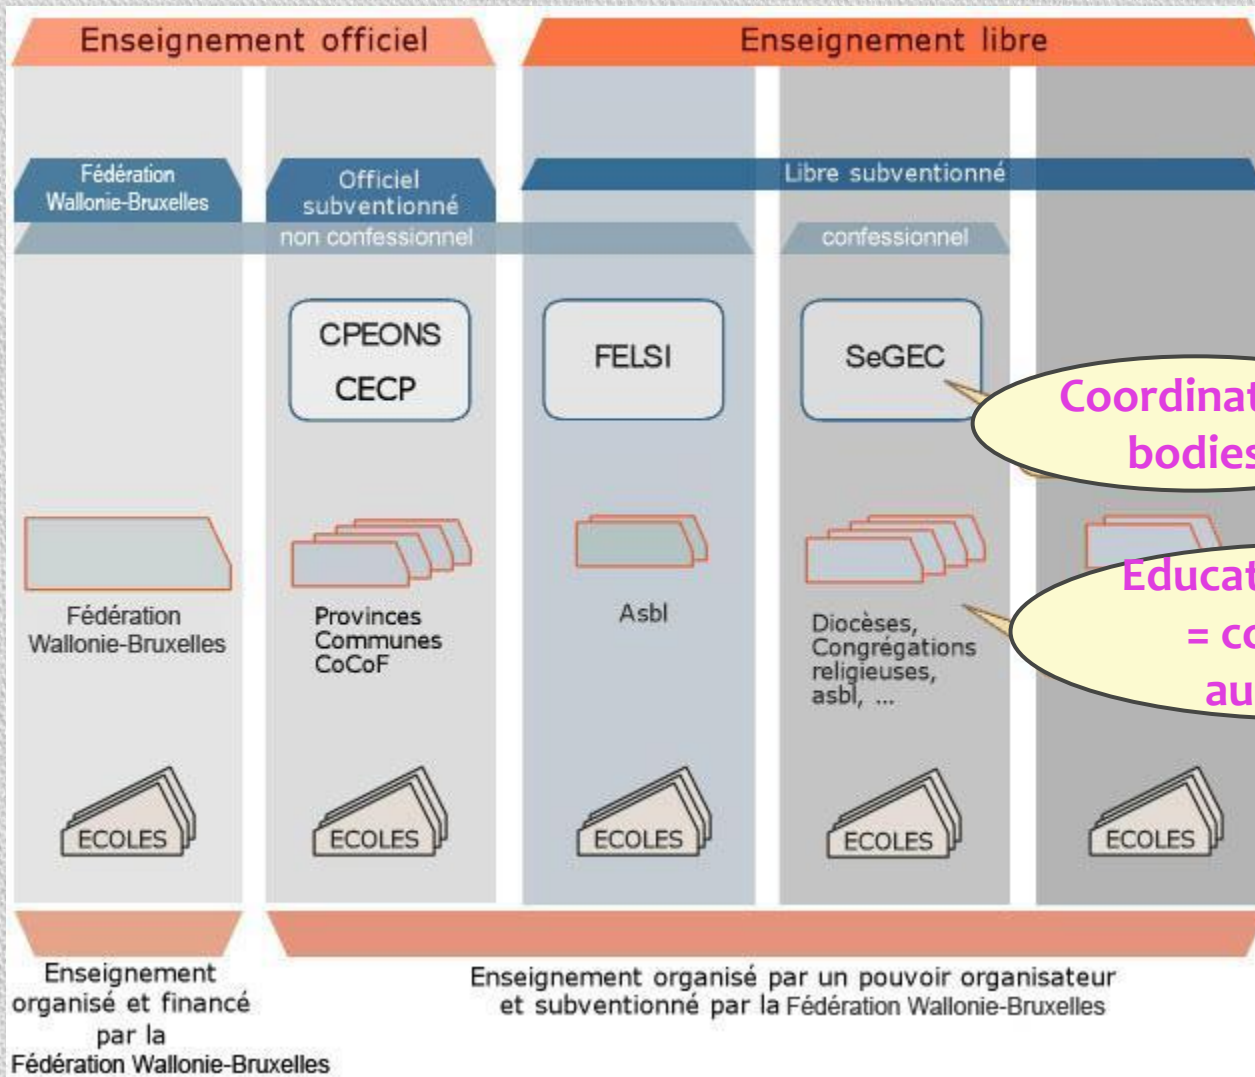 Enseignement officiel
Enseignement libre
Fédération
Wallonie-Bruxelles
Officiel
subventionné
Libre subventionné
non confessionnel
confessionnel
CPEONS
CECP
FELSI
SeGEC
bodies
Fédération
Wallonie-Bruxelles
Provinces
Communes
CoCoF
Asbl
Diocèses,
Congrégations
religieuses,
asbl, ...
=
ECOLES
ECOLES
ECOLES
ECOLES
ECOLES
Enseignement
organisé et financé
par la
Fédération Wallonie-Bruxelles
Enseignement organisé par un pouvoir organisateur
et subventionné par la Fédération Wallonie-Bruxelles